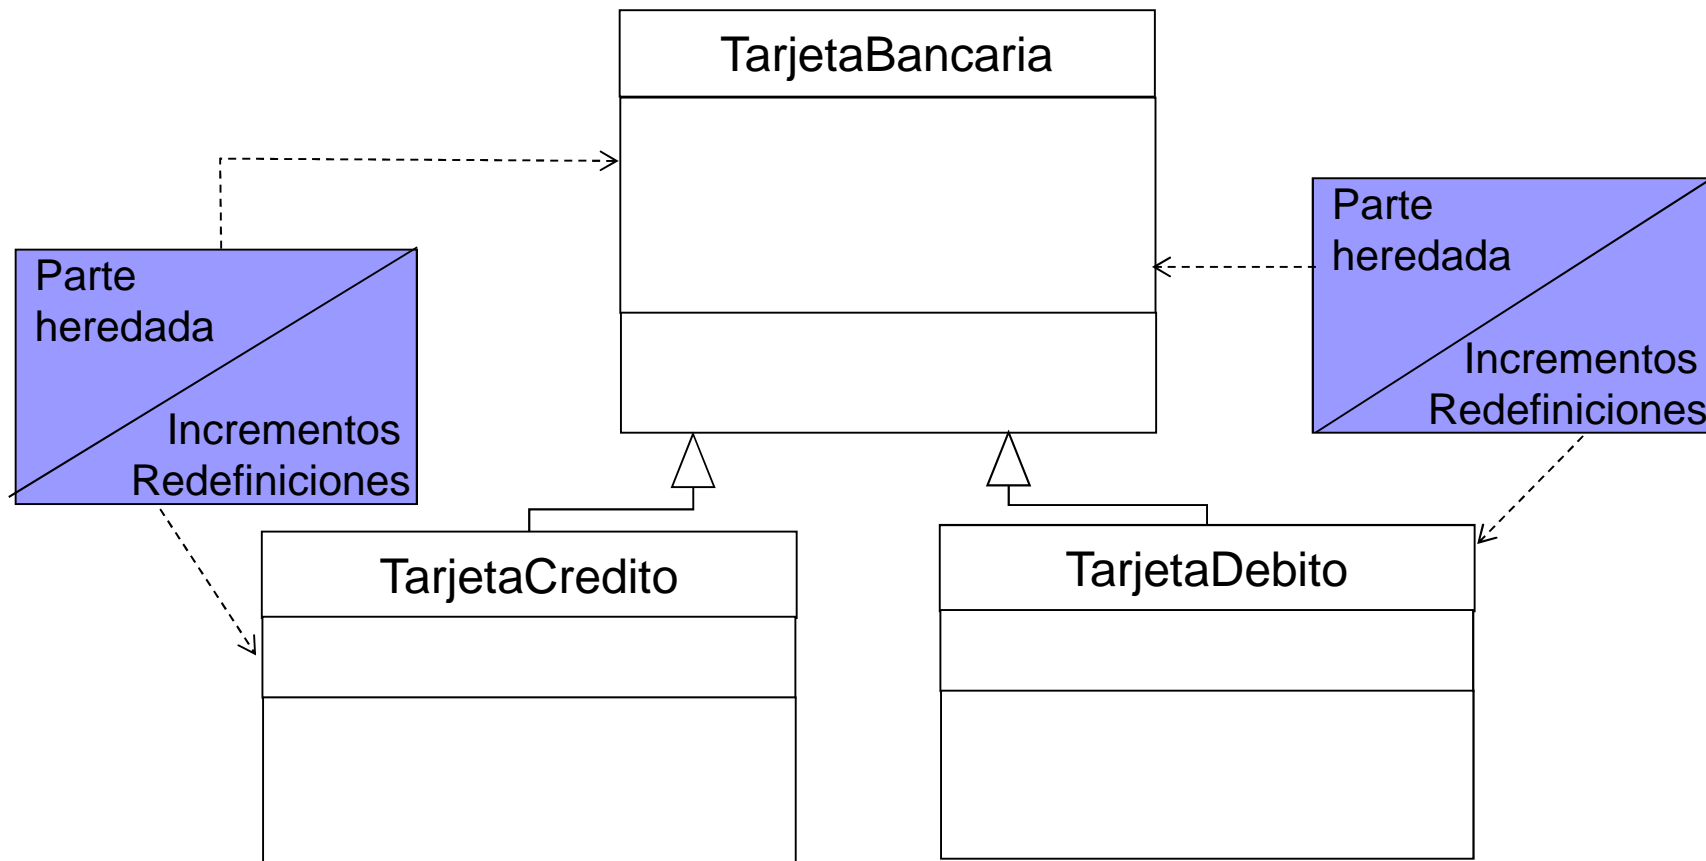 TarjetaBancaria
Parte
heredada
Incrementos
Redefiniciones
Parte
heredada
Incrementos
Redefiniciones
TarjetaCredito
TarjetaDebito